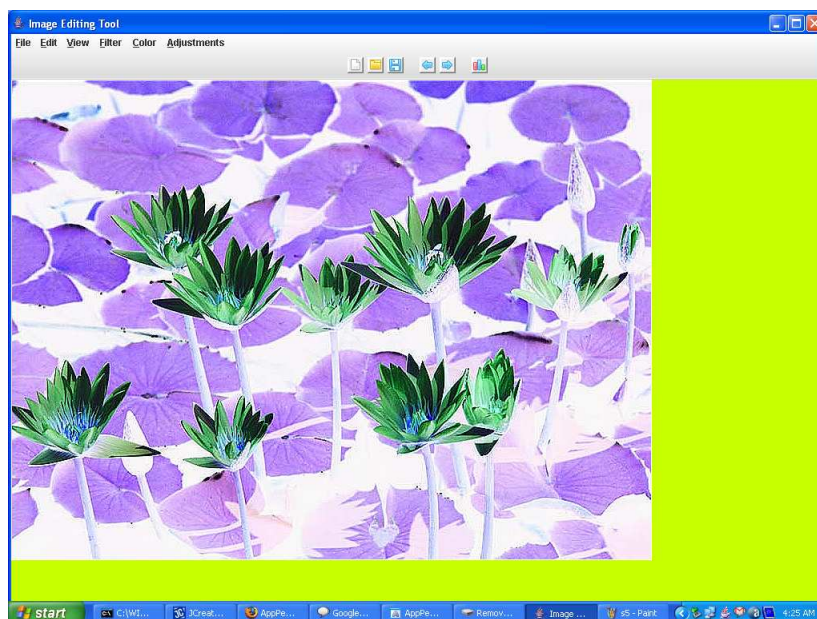 Image Editing Tool
File Edit View Filter Color Adjustments
start C:\WI... JCreat... AppPe... Google... AppPe... Remov... Image ... s5 - Paint 4:25 AM